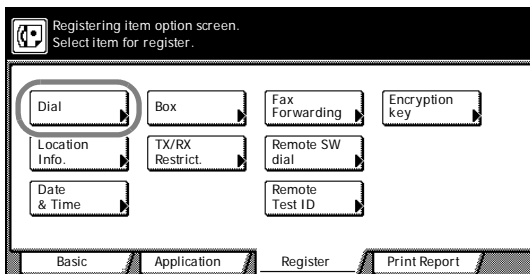 Registering item option screen.
Select item for register.
Dial
Box
Fax
Forwarding
Encryption
key
Location
Info.
TX/RX
Restrict.
Remote SW
dial
Date
& Time
Remote
Test ID
Basic
Application
Register
Print Report